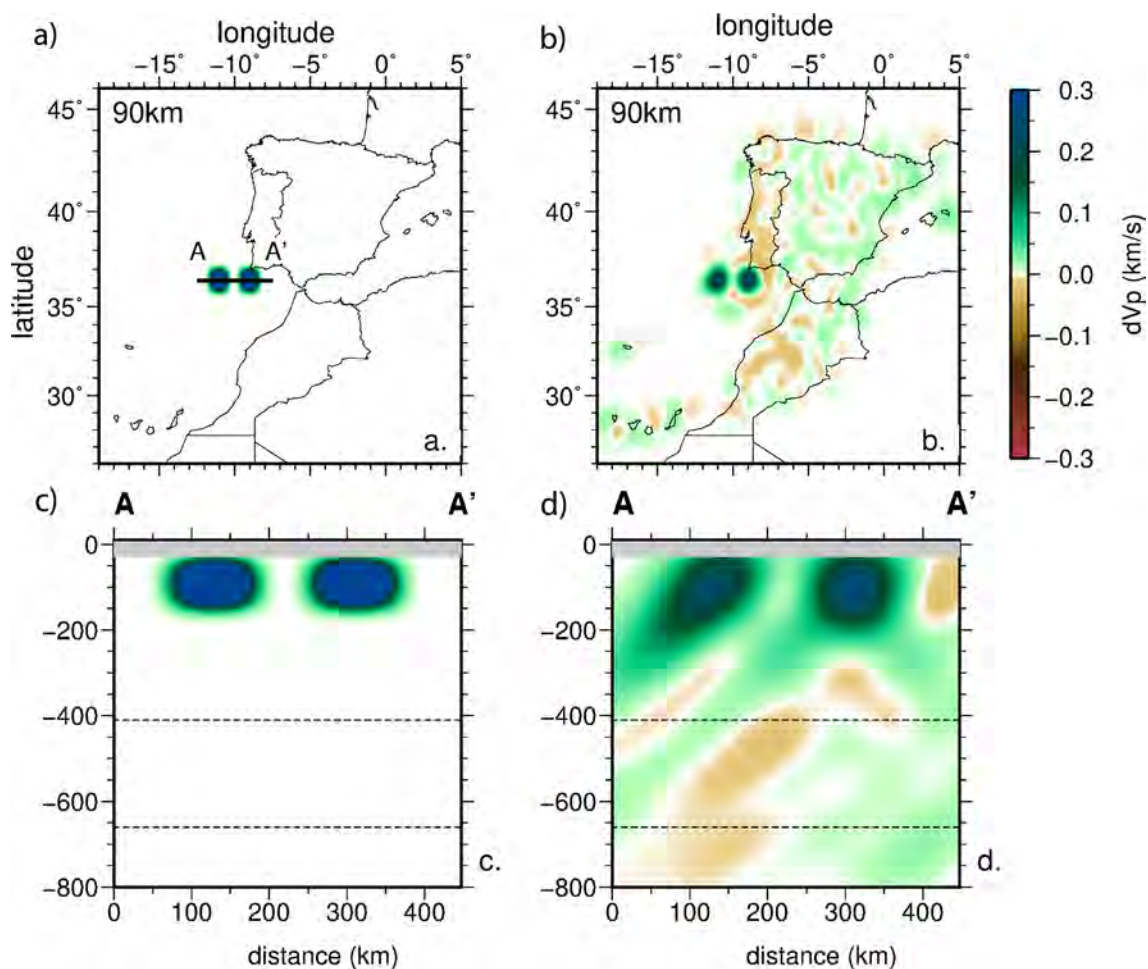 a)
longitude
−15° −10° −5° 0° 5°
45°
40°
35°
30°
latitude
90km
A A'
a.
b)
longitude
−15° −10° −5° 0° 5°
45°
40°
35°
30°
90km
b.
0.3
0.2
0.1
0.0
−0.1
−0.2
−0.3
dVp (km/s)
c) A A'
0
−200
−400
−600
−800
c.
0 100 200 300 400
distance (km)
d) A A'
0
−200
−400
−600
−800
d.
0 100 200 300 400
distance (km)